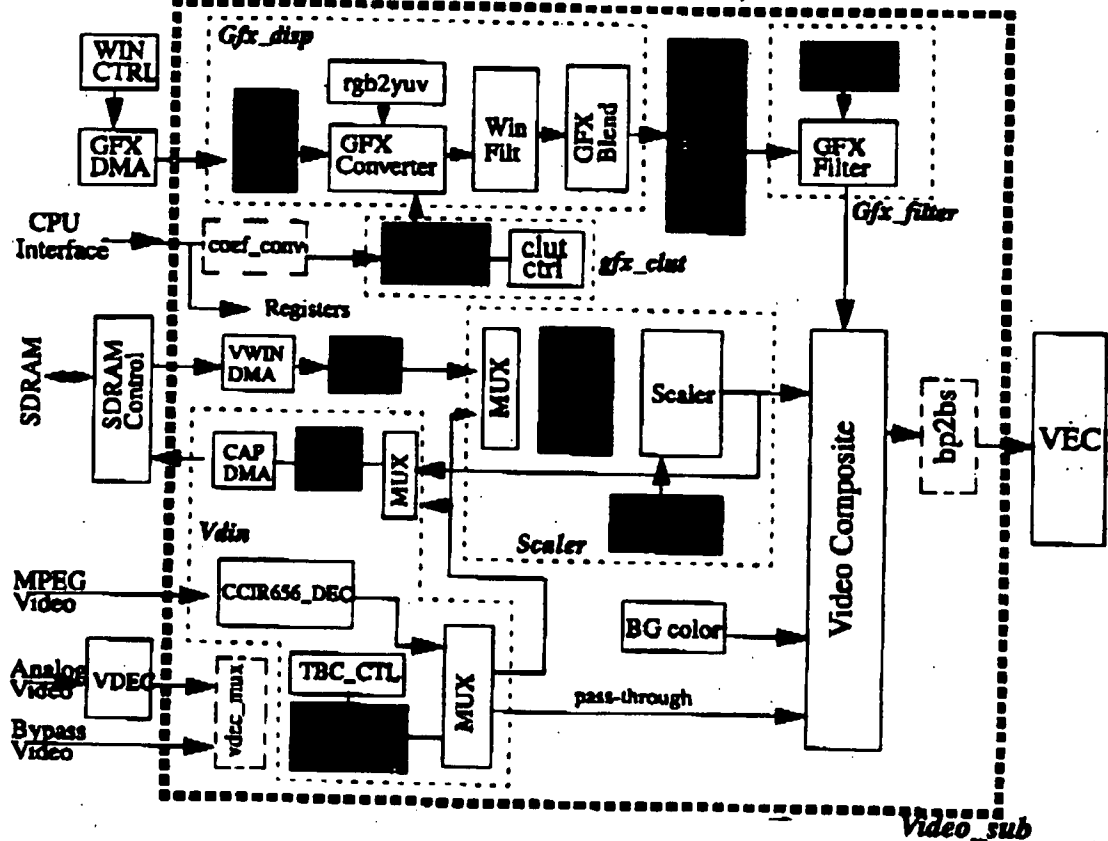 Gfx_disp
WIN
CTRL
rgb2yuv
GFX
DMA
GFX
Converter
Win
Filt
GFX
Blend
GFX
Filter
Gfx_filter
CPU
Interface
coef_conv
clut
ctrl
gfx_clut
Registers
SDRAM
SDRAM
Control
VWIN
DMA
MUX
Scaler
CAP
DMA
MUX
Vdin
Scaler
Video Composite
bp2bs
VEC
MPEG
Video
CCIR656_DEC
BG color
Analog
Video
VDEC
vdec_mux
TBC_CTL
MUX
pass-through
Bypass
Video
Video_sub